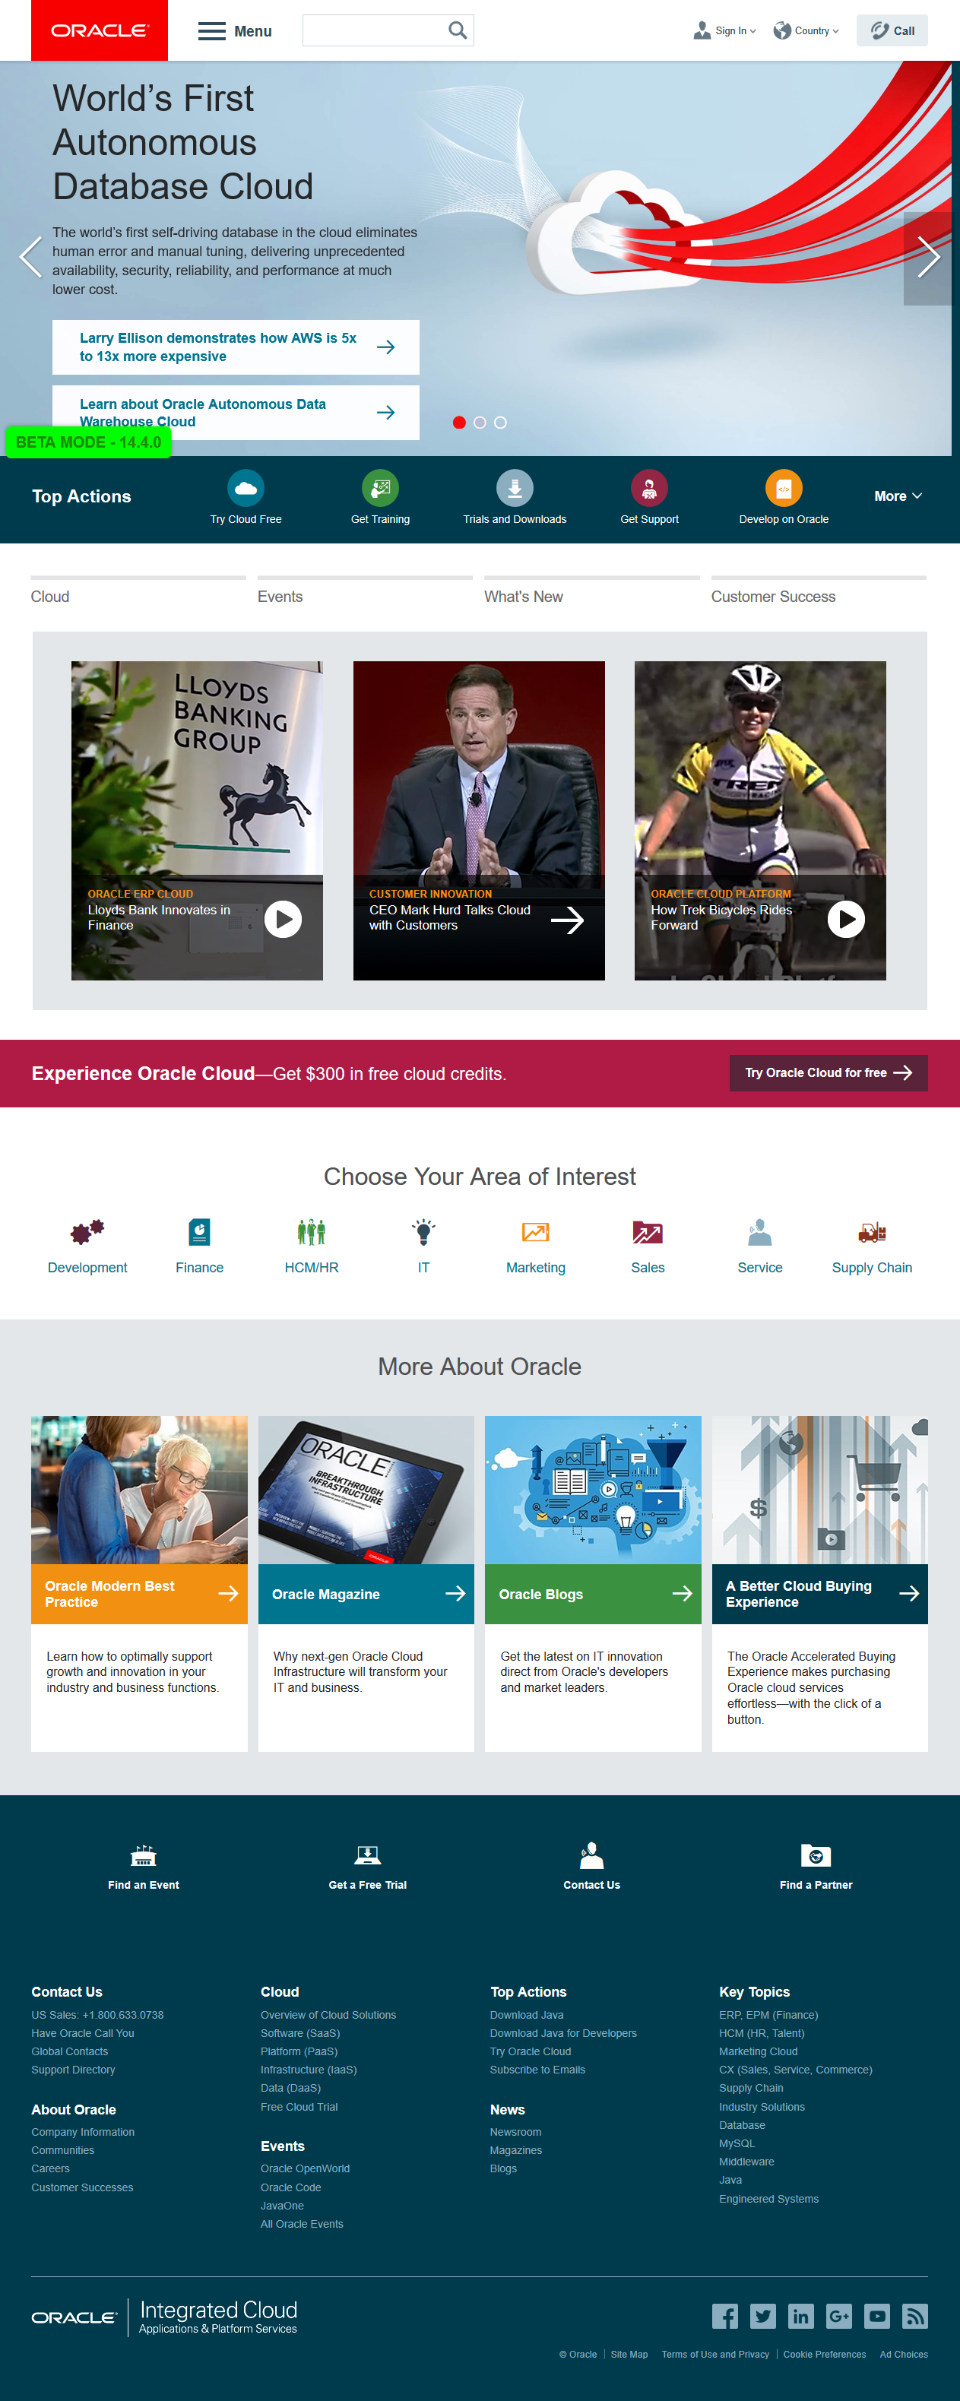 ORACLE
Menu
Sign In
Country
Call
World's First
Autonomous
Database Cloud
The world's first self-driving database in the cloud eliminates
human error and manual tuning, delivering unprecedented
availability, security, reliability, and performance at much
lower cost.
Larry Ellison demonstrates how AWS is 5x
to 13x more expensive
Learn about Oracle Autonomous Data
Warehouse Cloud
BETA MODE - 14.4.0
Top Actions
Try Cloud Free
Get Training
Trials and Downloads
Get Support
Develop on Oracle
More
Cloud
Events
What's New
Customer Success
LLOYDS
BANKING
GROUP
ORACLE ERP CLOUD
Lloyds Bank Innovates in
Finance
CUSTOMER INNOVATION
CEO Mark Hurd Talks Cloud
with Customers
TREK
ORACLE CLOUD PLATFORM
How Trek Bicycles Rides
Forward
Experience Oracle Cloud—Get $300 in free cloud credits.
Try Oracle Cloud for free
Choose Your Area of Interest
Development
Finance
HCM/HR
IT
Marketing
Sales
Service
Supply Chain
More About Oracle
ORACLE
BREAKTHROUGH
INFRASTRUCTURE
$
Oracle Modern Best
Practice
Oracle Magazine
Oracle Blogs
A Better Cloud Buying
Experience
Learn how to optimally support
growth and innovation in your
industry and business functions.
Why next-gen Oracle Cloud
Infrastructure will transform your
IT and business.
Get the latest on IT innovation
direct from Oracle's developers
and market leaders.
The Oracle Accelerated Buying
Experience makes purchasing
Oracle cloud services
effortless—with the click of a
button.
Find an Event
Get a Free Trial
Contact Us
Find a Partner
Contact Us
US Sales: +1.800.633.0738
Have Oracle Call You
Global Contacts
Support Directory
About Oracle
Company Information
Communities
Careers
Customer Successes
Cloud
Overview of Cloud Solutions
Software (SaaS)
Platform (PaaS)
Infrastructure (IaaS)
Data (DaaS)
Free Cloud Trial
Events
Oracle OpenWorld
Oracle Code
JavaOne
All Oracle Events
Top Actions
Download Java
Download Java for Developers
Try Oracle Cloud
Subscribe to Emails
News
Newsroom
Magazines
Blogs
Key Topics
ERP, EPM (Finance)
HCM (HR, Talent)
Marketing Cloud
CX (Sales, Service, Commerce)
Supply Chain
Industry Solutions
Database
MySQL
Middleware
Java
Engineered Systems
ORACLE
Integrated Cloud
Applications & Platform Services
© Oracle
Site Map
Terms of Use and Privacy
Cookie Preferences
Ad Choices